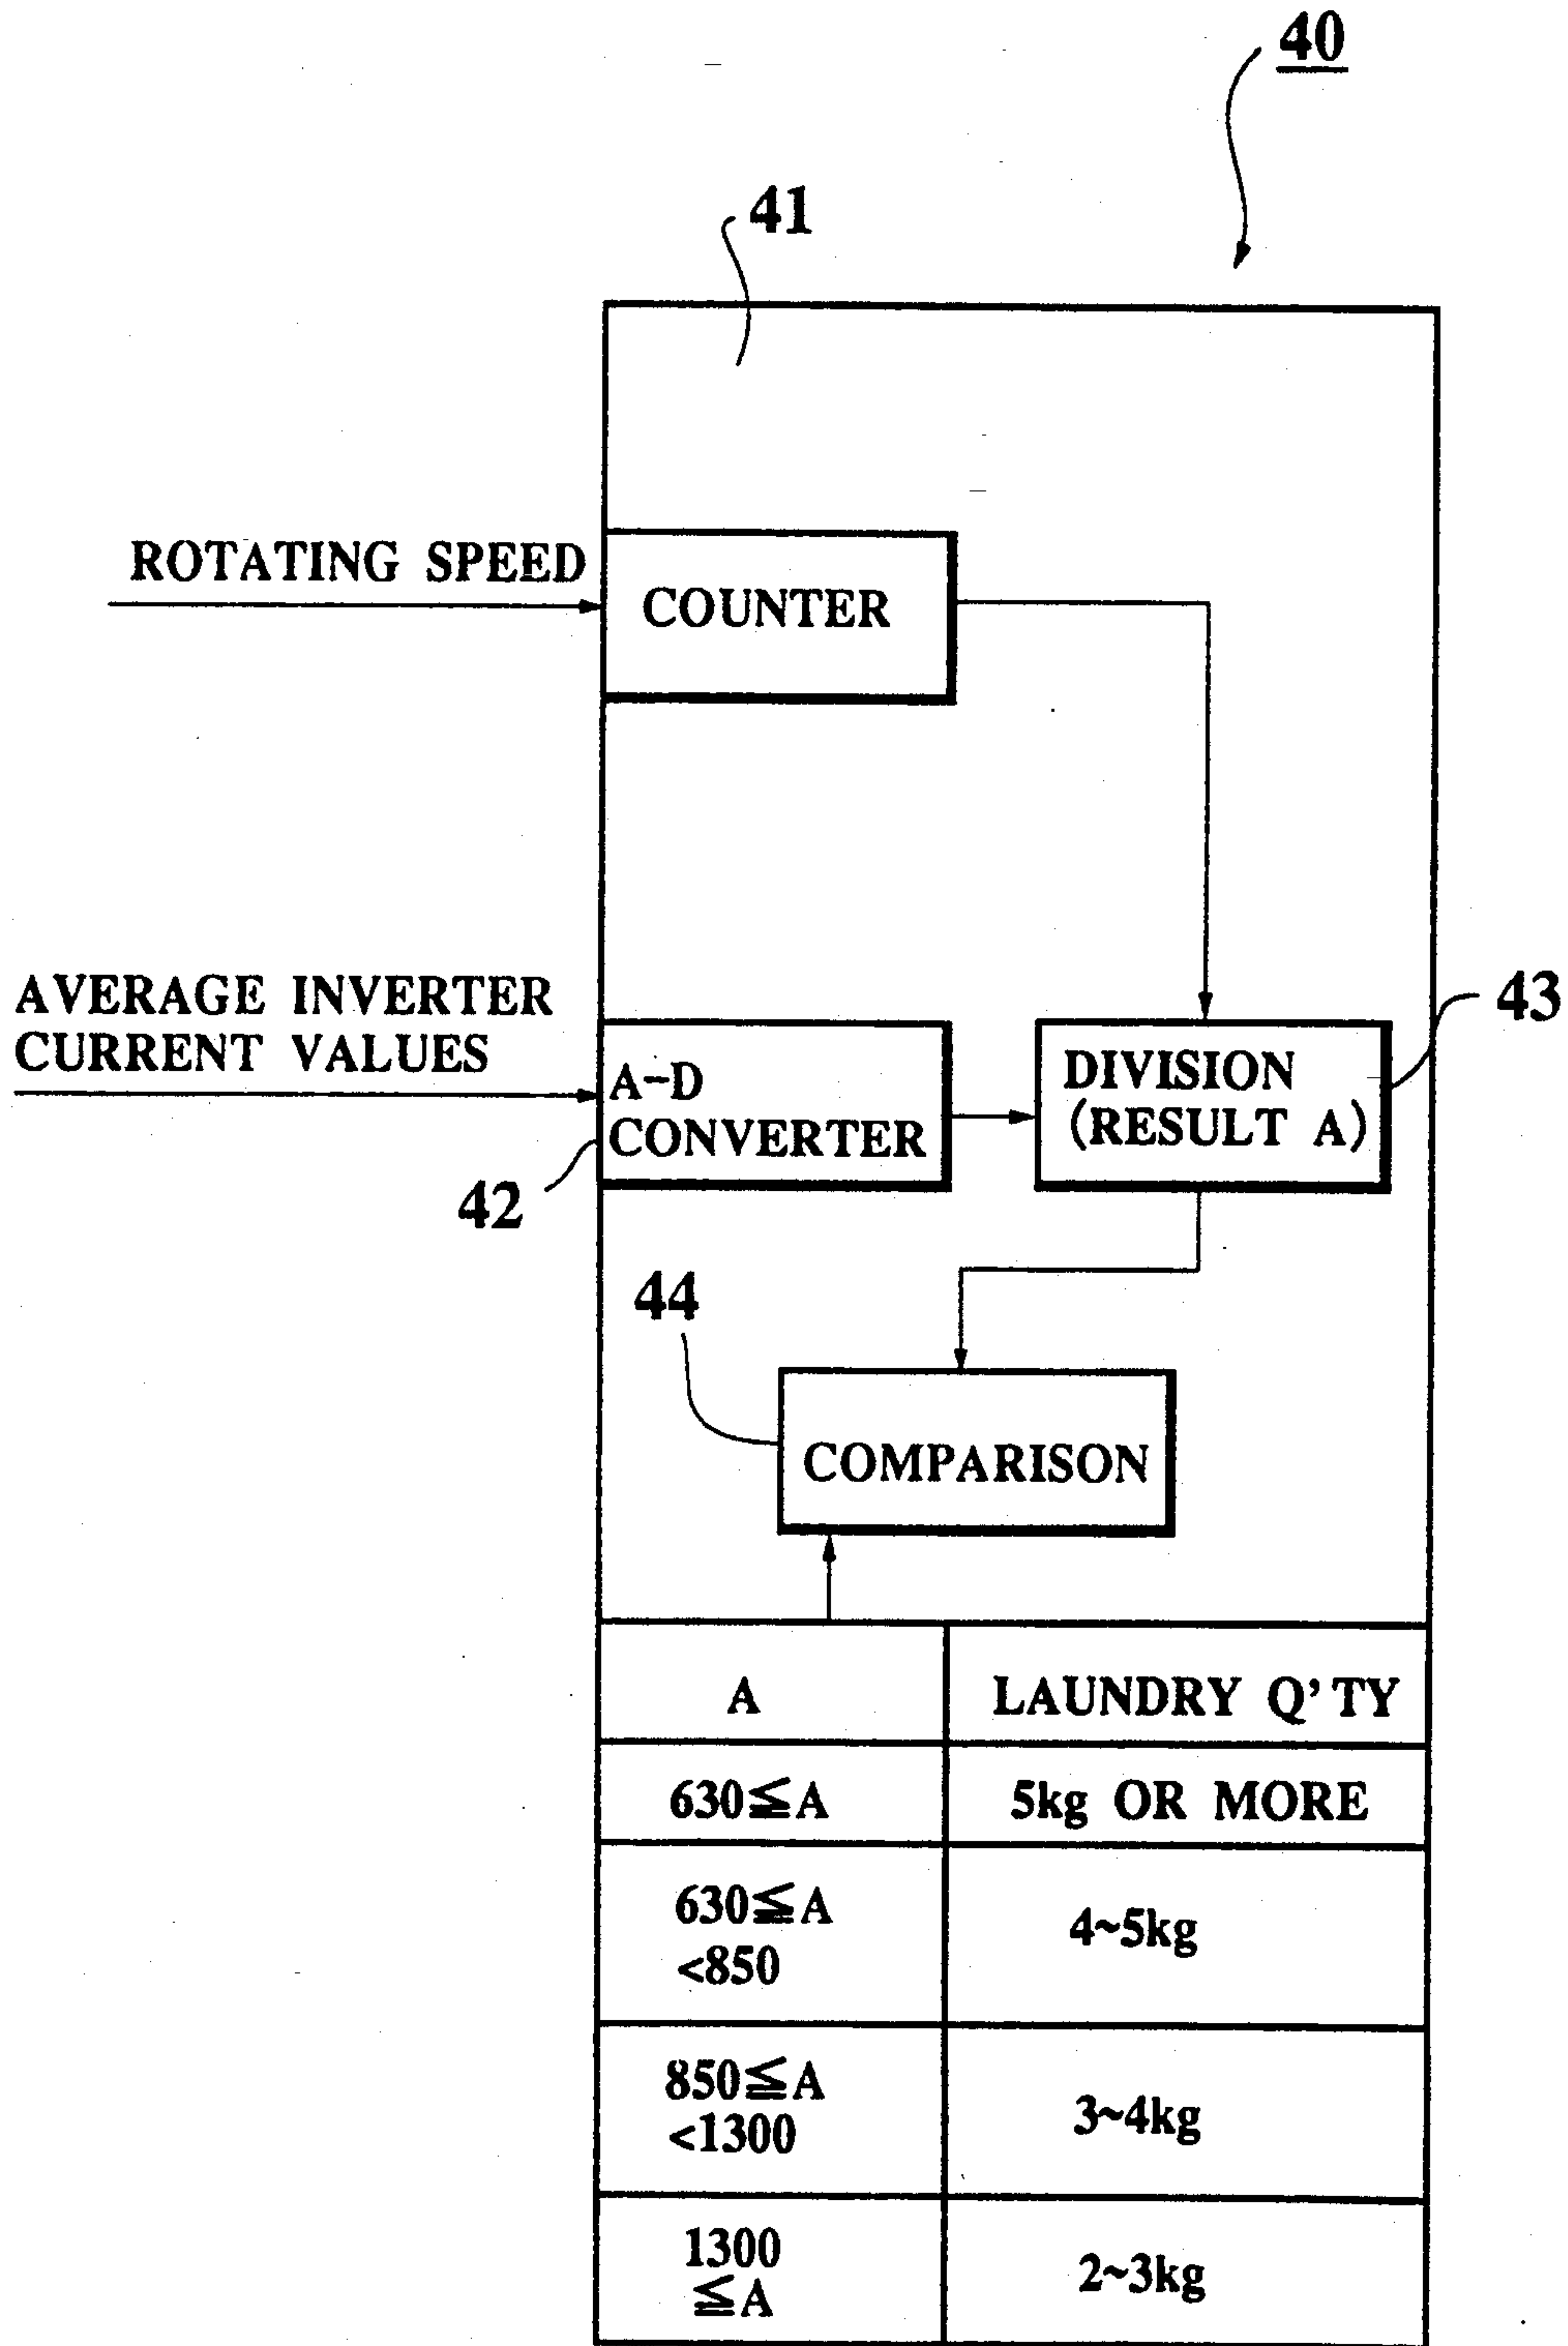 40
41
ROTATING SPEED
COUNTER
AVERAGE INVERTER
CURRENT VALUES
A-D
CONVERTER
42
DIVISION
(RESULT A)
43
44
COMPARISON
A
LAUNDRY Q'TY
630≦A
5kg OR MORE
630≦A
<850
4~5kg
850≦A
<1300
3~4kg
1300
≦A
2~3kg